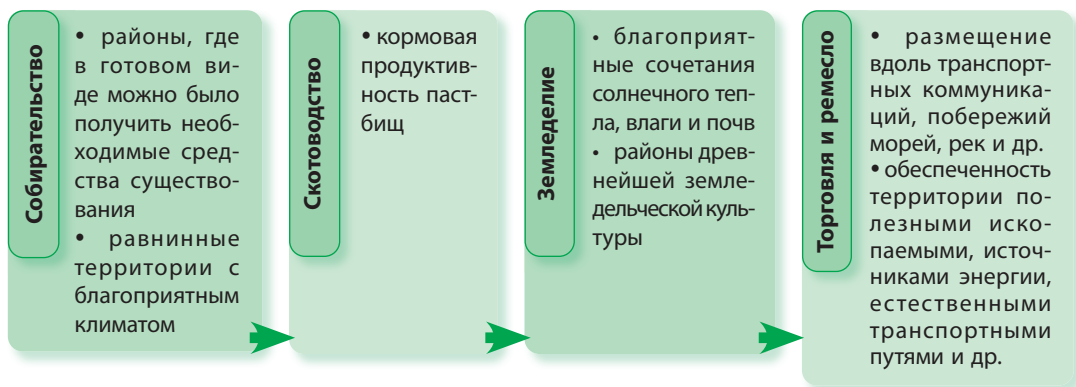 Собирательство
• районы, где
в готовом ви-
де можно было
получить необ-
ходимые сред-
ства существо-
вания
• равнинные
территории с
благоприятным
климатом
Скотоводство
• кормовая
продуктив-
ность паст-
бищ
Земледелие
• благоприят-
ные сочетания
солнечного теп-
ла, влаги и почв
• районы древ-
нейшей земле-
дельческой куль-
туры
Торговля и ремесло
• размещение
вдоль транспорт-
ных коммуника-
ций, побережий
морей, рек и др.
• обеспеченность
территории по-
лезными иско-
паемыми, источ-
никами энергии,
естественными
транспортными
путями и др.